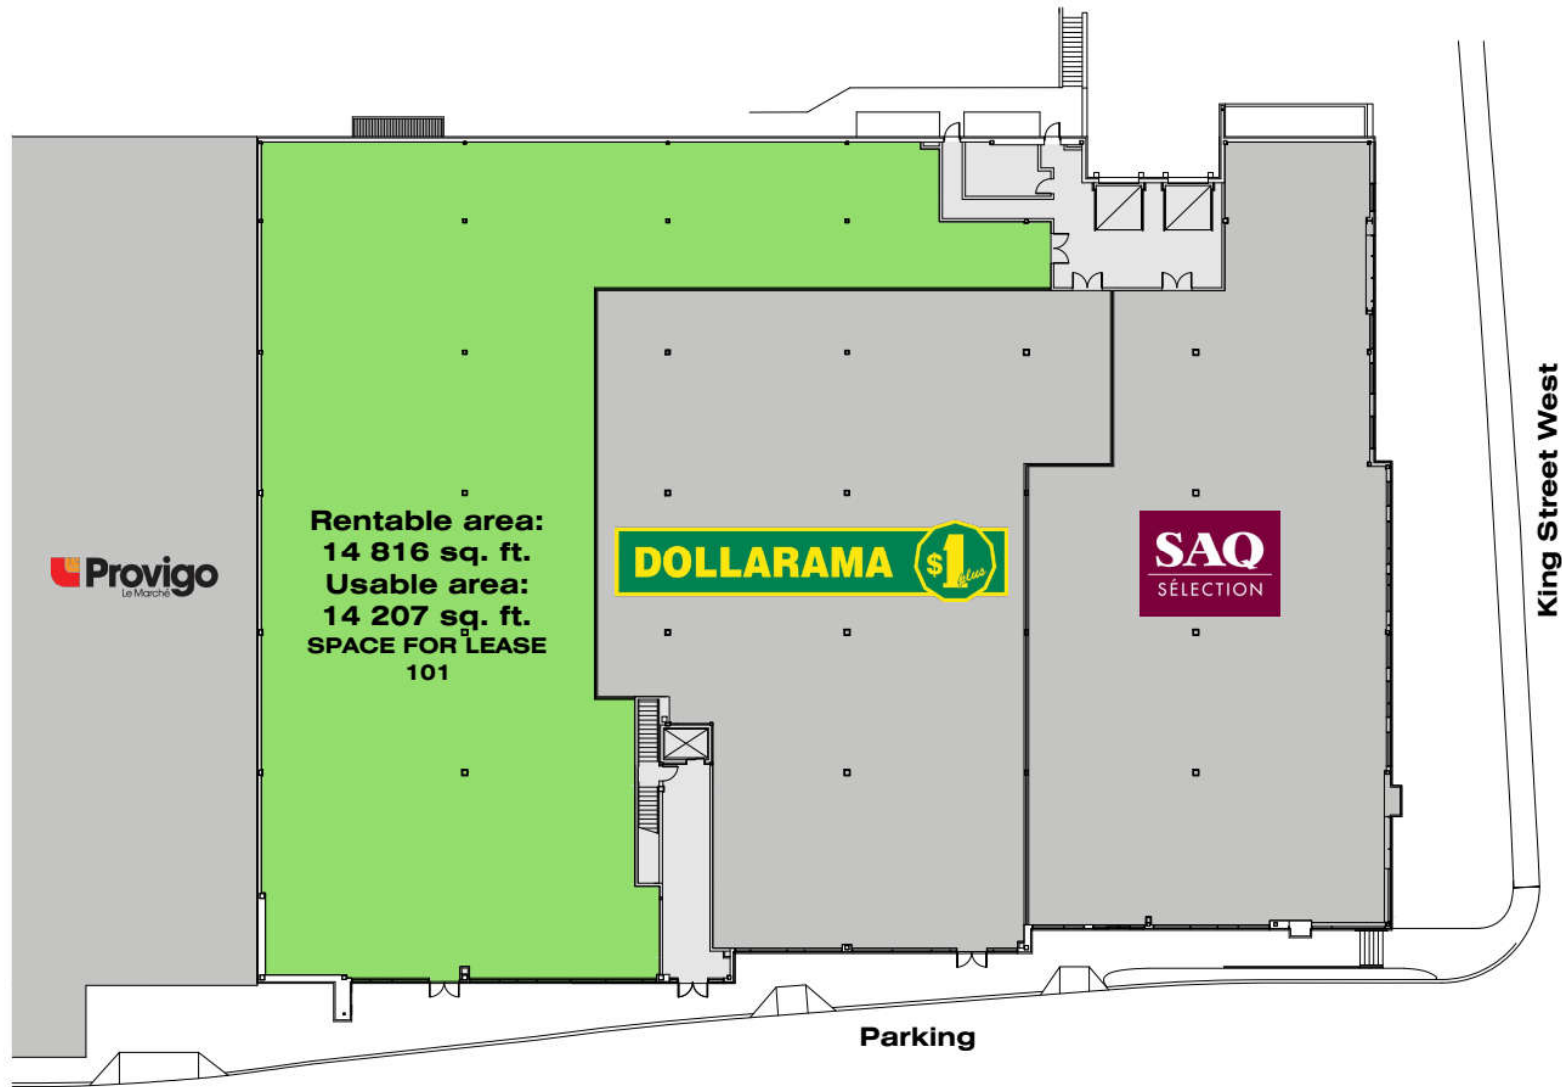 Provigo
Le Marché
Rentable area:
14 816 sq. ft.
Usable area:
14 207 sq. ft.
SPACE FOR LEASE
101
DOLLARAMA $1 plus
SAQ
SÉLECTION
King Street West
Parking